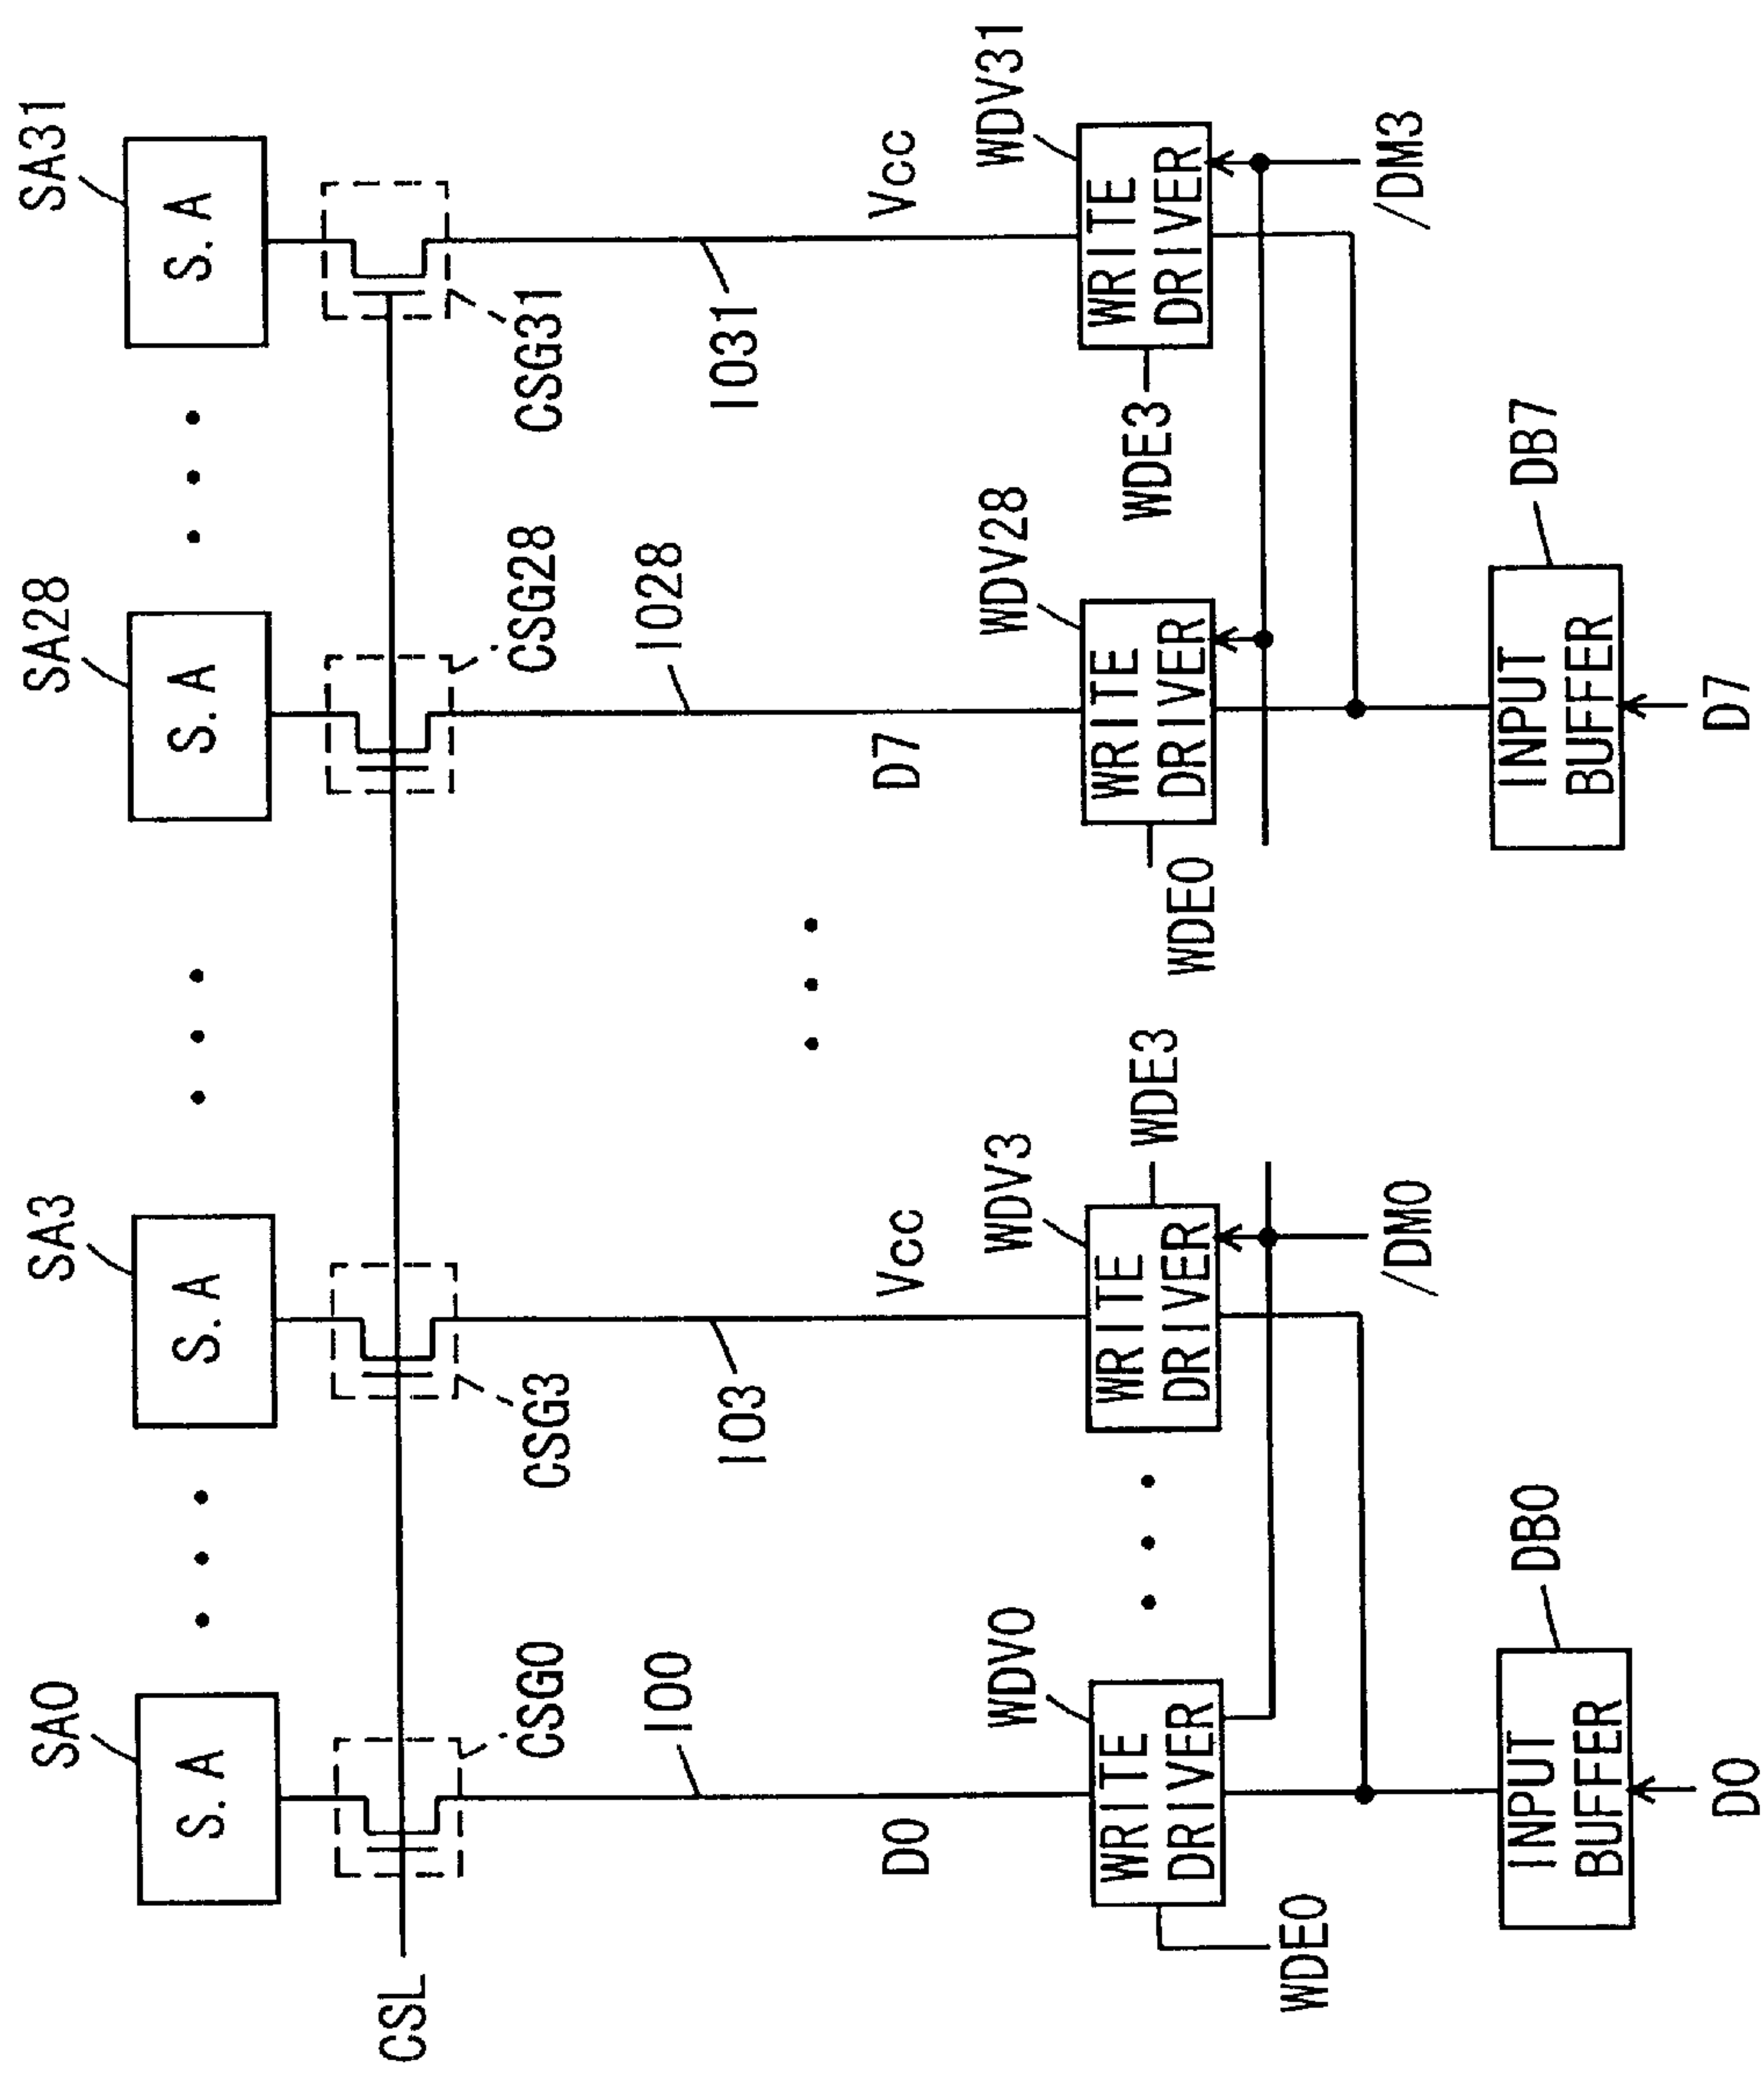 SA0
SA3
SA28
SA31
S. A
S. A
S. A
S. A
CSL
CSG0
CSG3
CSG28
CSG31
IO0
IO3
IO28
IO31
D0
Vcc
D7
Vcc
WDV0
WDV3
WDV28
WDV31
WRITE
DRIVER
WRITE
DRIVER
WRITE
DRIVER
WRITE
DRIVER
WDE0
WDE3
WDE0
WDE3
/DM0
/DM3
DB0
DB7
INPUT
BUFFER
INPUT
BUFFER
D0
D7